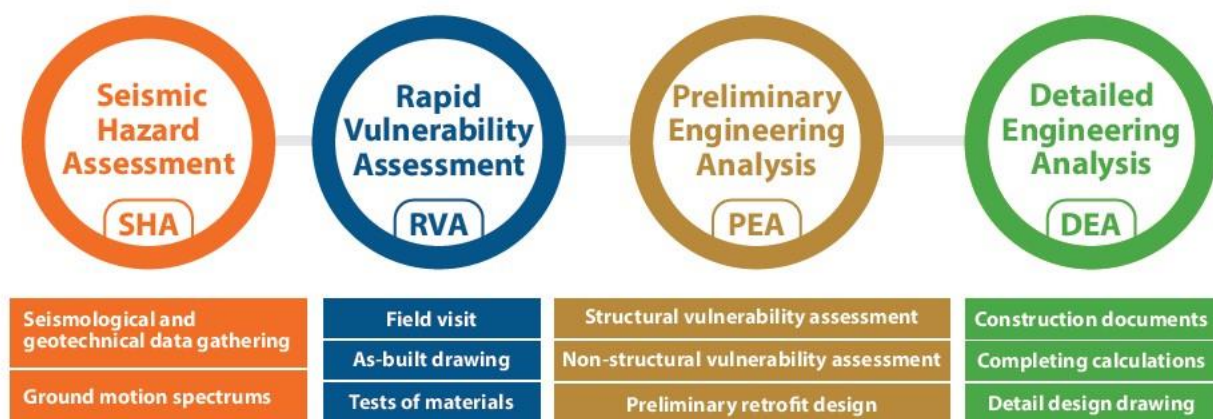 Seismic
Hazard
Assessment
SHA
Rapid
Vulnerability
Assessment
RVA
Preliminary
Engineering
Analysis
PEA
Detailed
Engineering
Analysis
DEA
Seismological and
geotechnical data gathering
Ground motion spectrums
Field visit
As-built drawing
Tests of materials
Structural vulnerability assessment
Non-structural vulnerability assessment
Preliminary retrofit design
Construction documents
Completing calculations
Detail design drawing